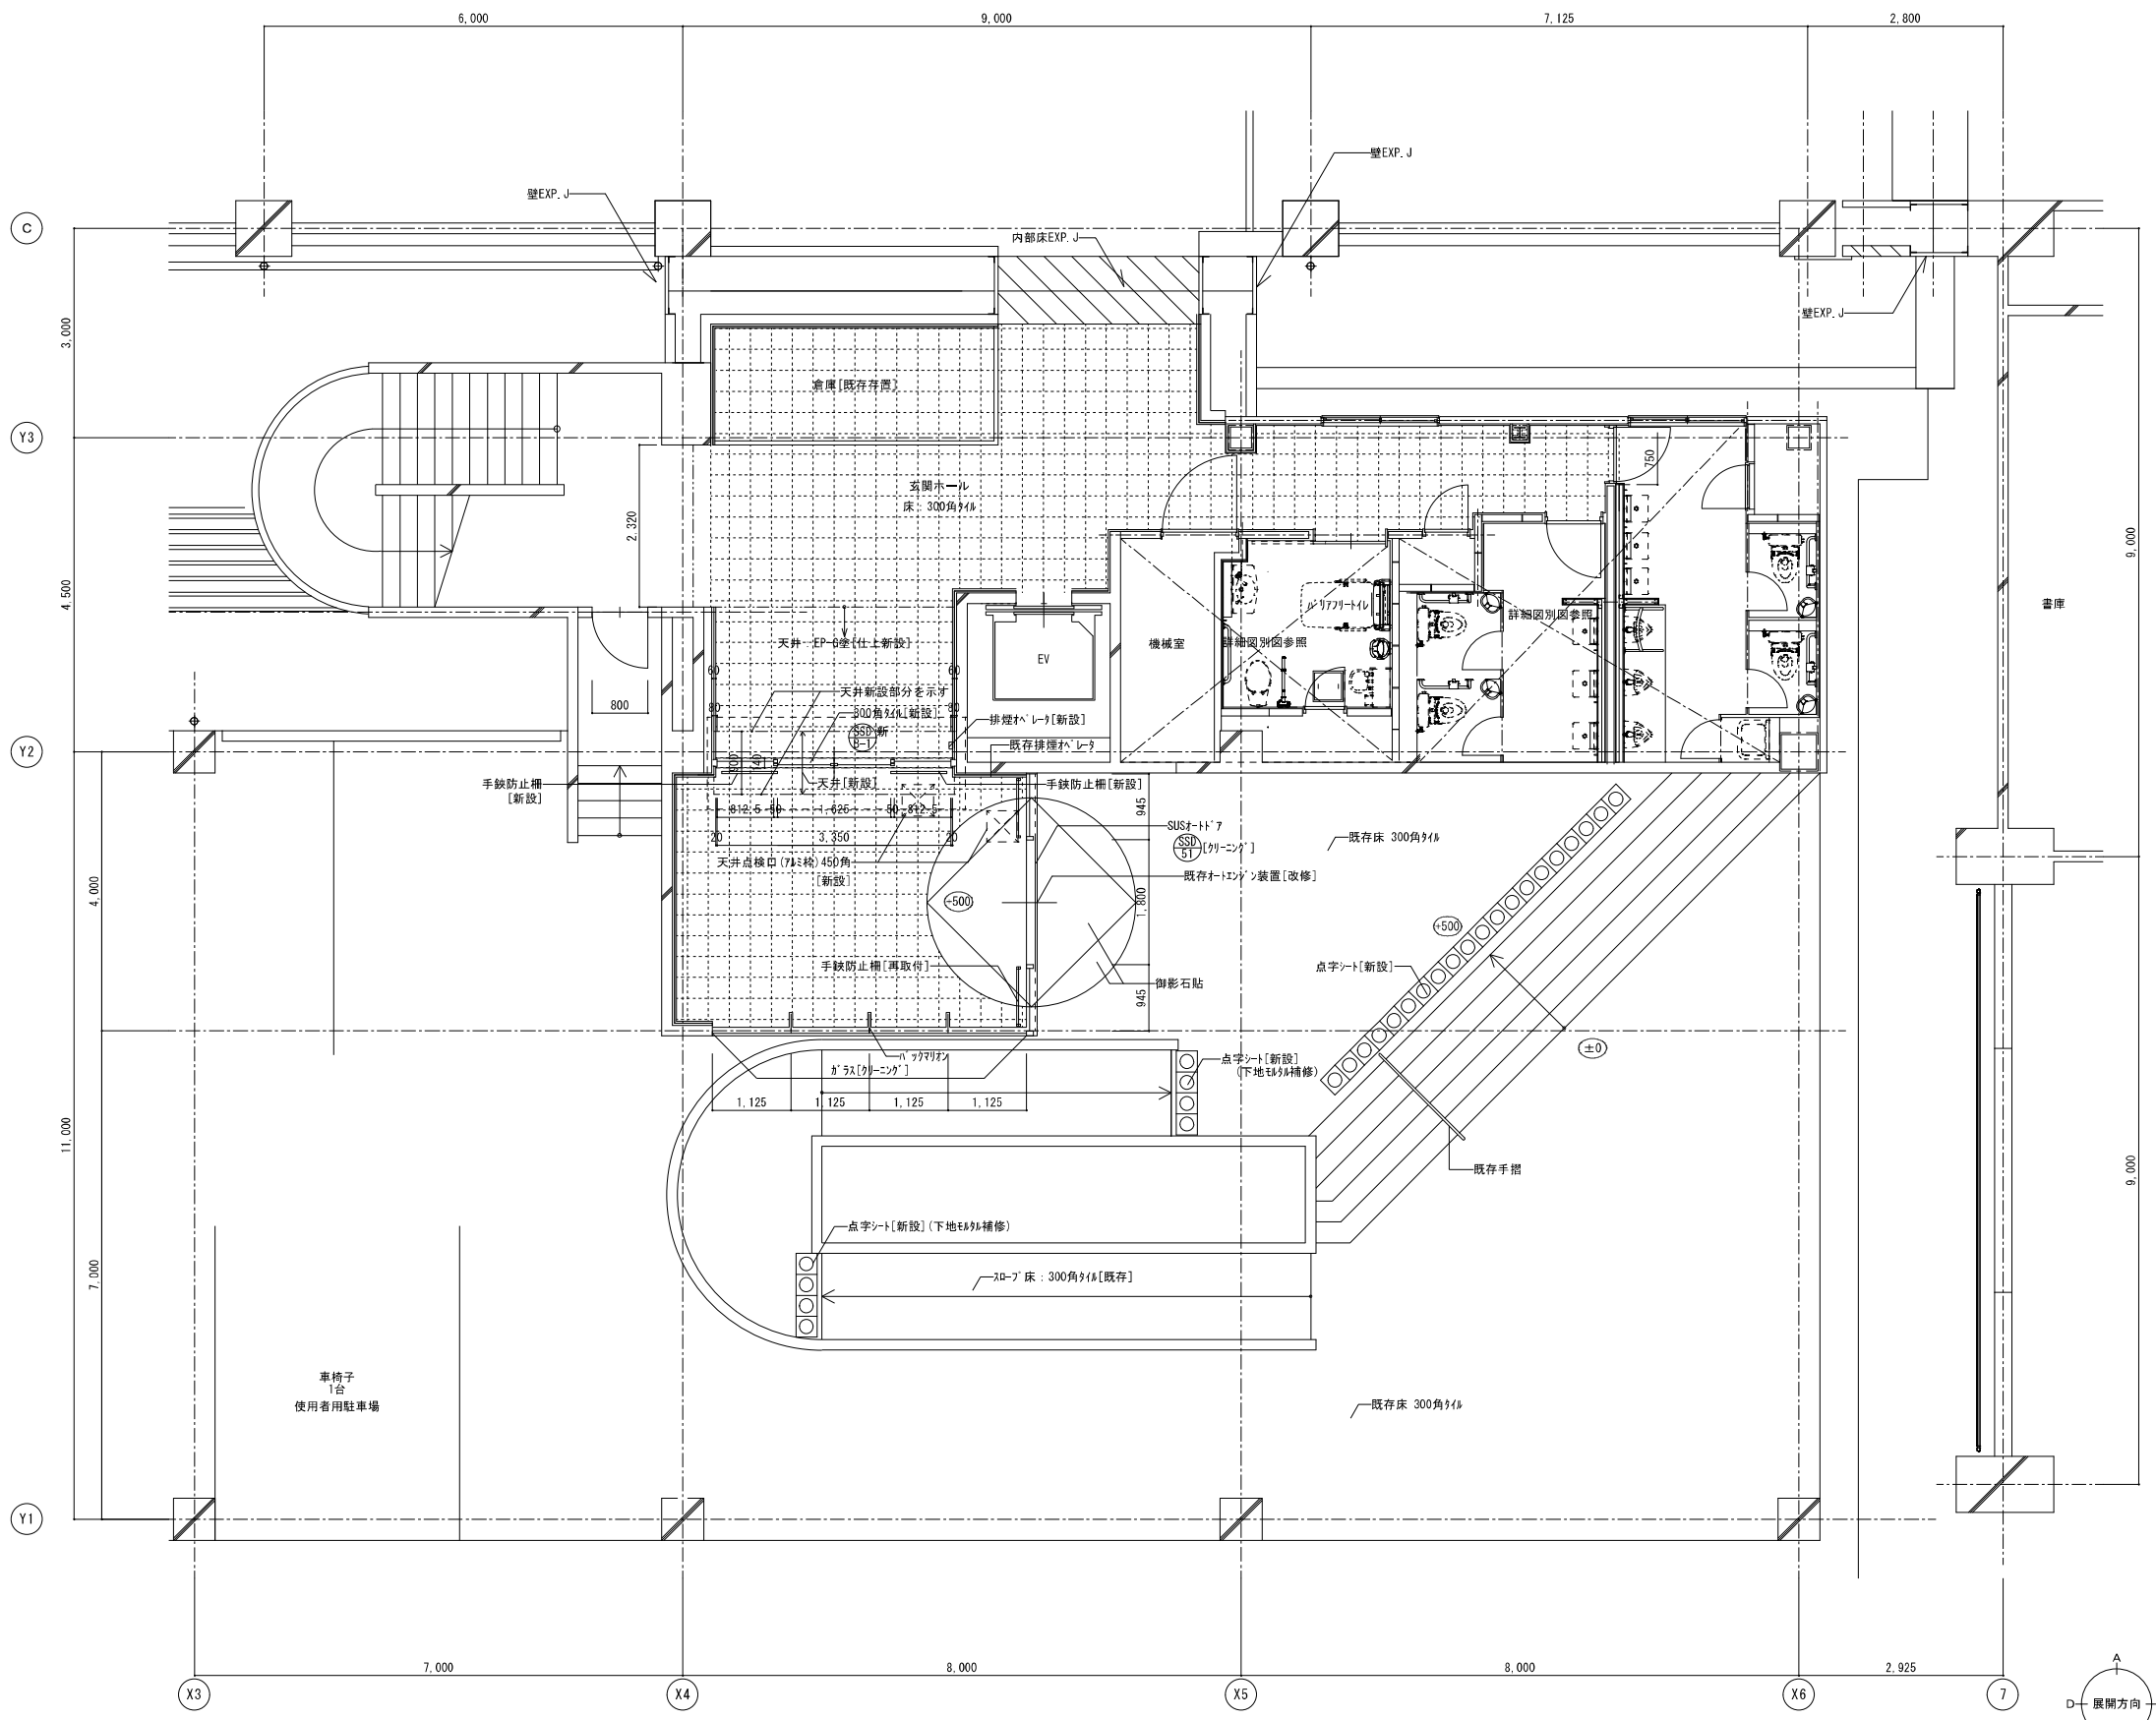 6,000
9,000
7,125
2,800
壁EXP.J
壁EXP.J
C
内部床EXP.J
壁EXP.J
3,000
倉庫[既存存置]
Y3
750
玄関ホール
床：300角ﾀｲﾙ
2,320
9,000
4,500
ﾊﾞﾘｱﾌﾘｰﾄｲﾚ
書庫
詳細図別図参照
天井：EP-G塗[仕上新設]
機械室
詳細図別図参照
EV
60
60
天井新設部分を示す
800
80
80
300角ﾀｲﾙ[新設]
排煙ｵﾍﾟﾚｰﾀ[新設]
SSD
新
B-1
既存排煙ｵﾍﾟﾚｰﾀ
Y2
900
140
手鋏防止柵
[新設]
天井[新設]
手鋏防止柵[新設]
812.5
50
1,625
50
812.5
945
SUSｵｰﾄﾄﾞｱ
20
3,350
20
既存床 300角ﾀｲﾙ
SSD
51
[ｸﾘｰﾆﾝｸﾞ]
天井点検口(ｱﾙﾐ枠)450角
[新設]
既存ｵｰﾄｴﾝｼﾞﾝ装置[改修]
4,000
+500
1,800
+500
手鋏防止柵[再取付]
点字ｼｰﾄ[新設]
御影石貼
945
±0
ﾊﾞｯｸﾏﾘｵﾝ
点字ｼｰﾄ[新設]
(下地ﾓﾙﾀﾙ補修)
ｶﾞﾗｽ[ｸﾘｰﾆﾝｸﾞ]
1,125
1,125
1,125
1,125
11,000
既存手摺
9,000
点字ｼｰﾄ[新設](下地ﾓﾙﾀﾙ補修)
7,000
ｽﾛｰﾌﾟ床：300角ﾀｲﾙ[既存]
車椅子
1台
使用者用駐車場
既存床 300角ﾀｲﾙ
Y1
7,000
8,000
8,000
2,925
X3
X4
X5
X6
7
A
D
展開方向